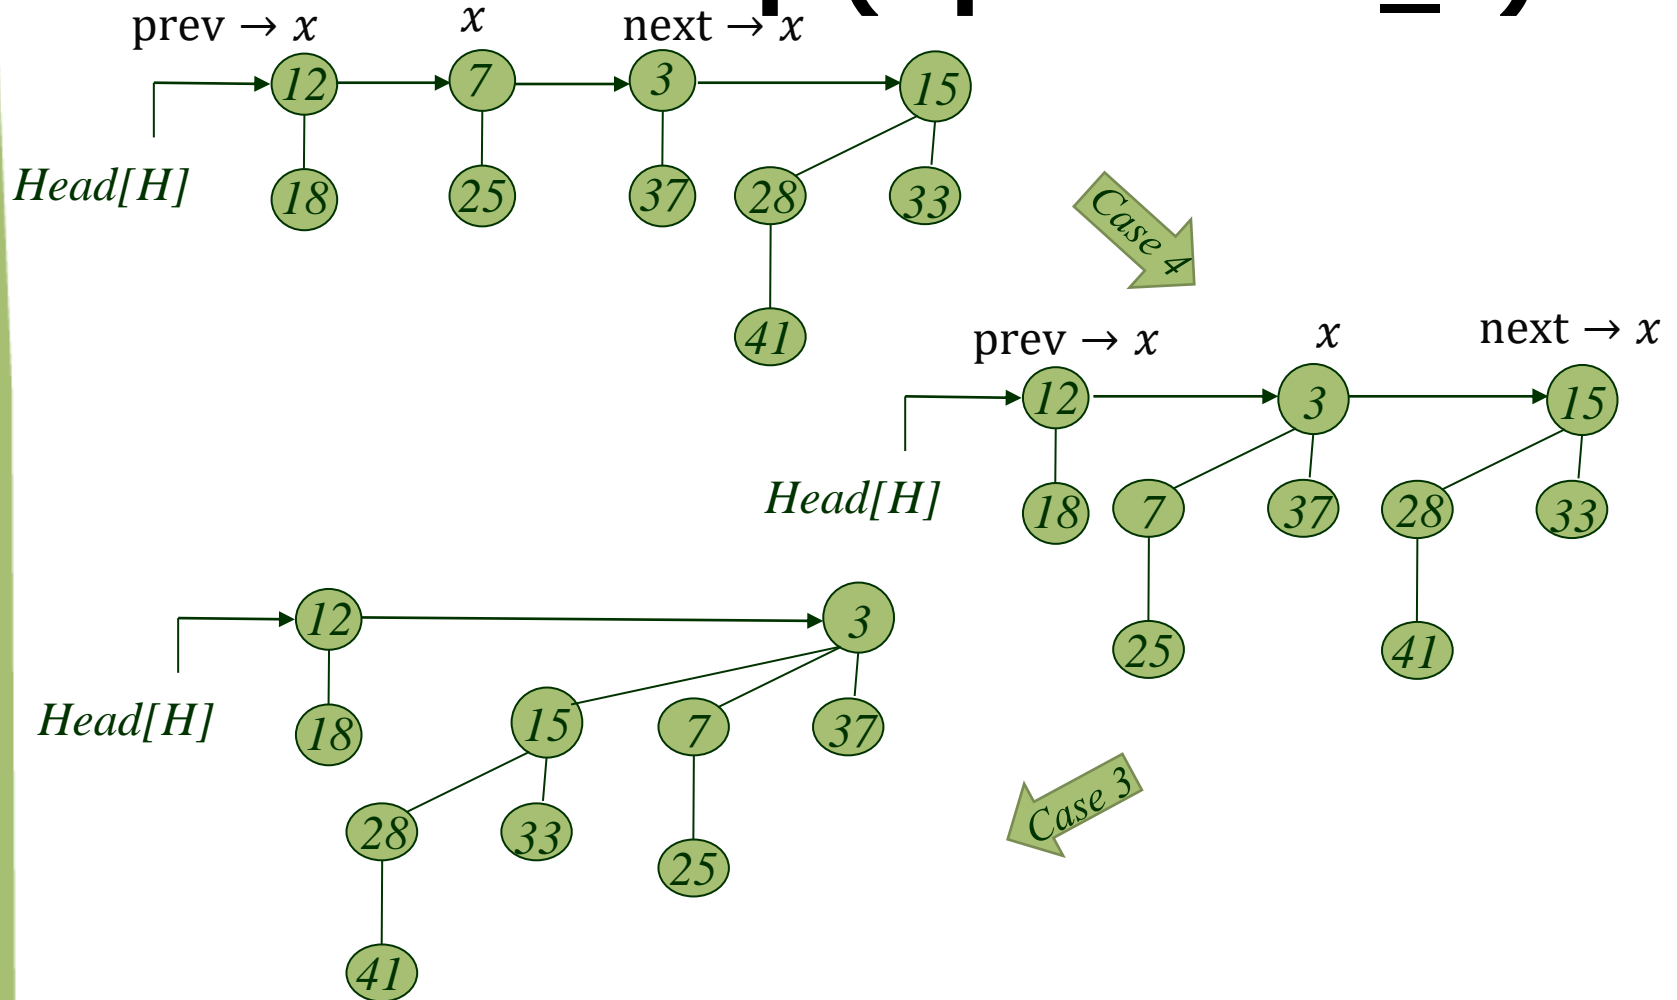 prev → x x next → x
12 7 3 15
Head[H] 18 25 37 28 33
Case 4
41
prev → x x next → x
12 3 15
Head[H] 18 7 37 28 33
25 41
12 3
Head[H] 18 15 7 37
Case 3
28 33 25
41